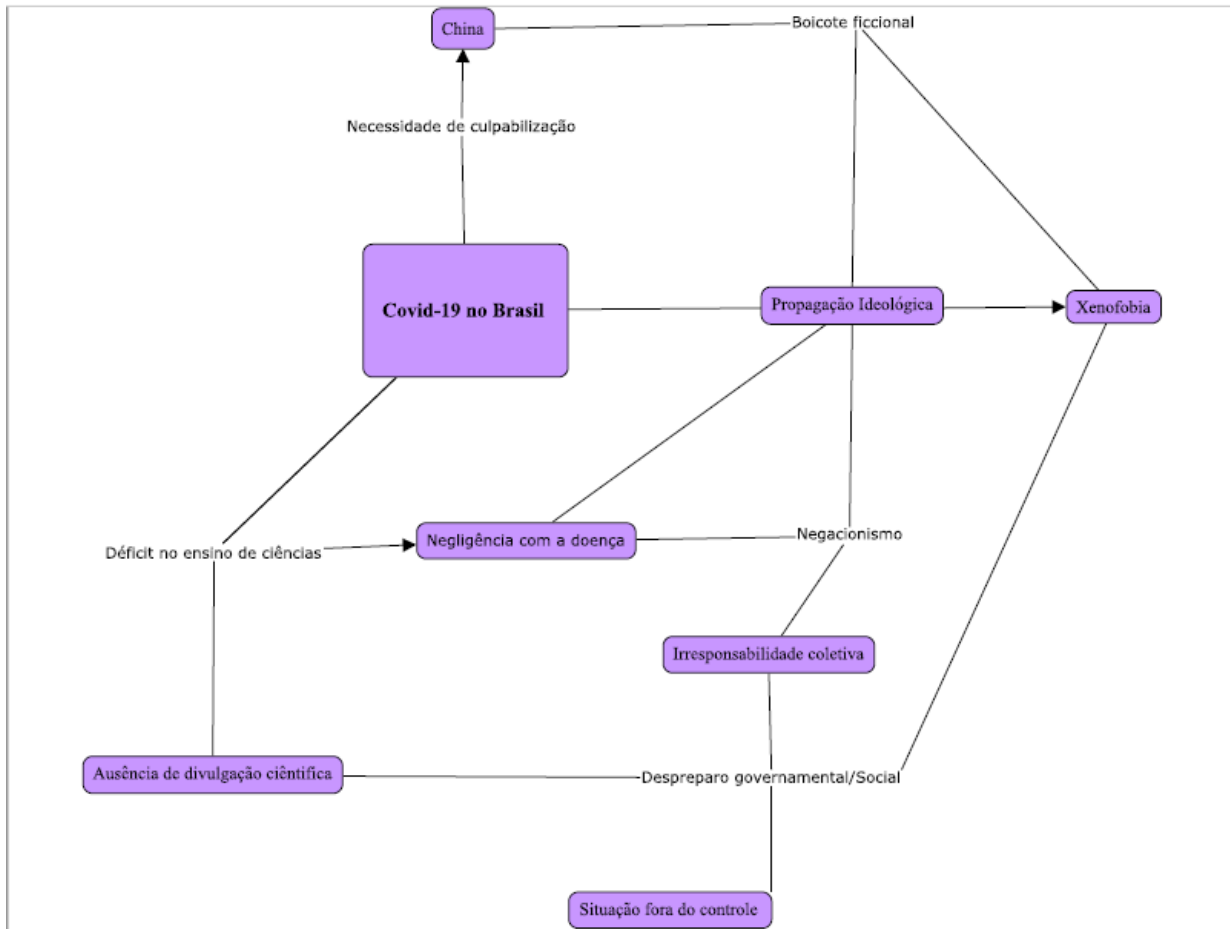 China
Boicote ficcional
Necessidade de culpabilização
Covid-19 no Brasil
Propagação Ideológica
Xenofobia
Déficit no ensino de ciências
Negligência com a doença
Negacionismo
Irresponsabilidade coletiva
Ausência de divulgação ciêntifica
Despreparo governamental/Social
Situação fora do controle